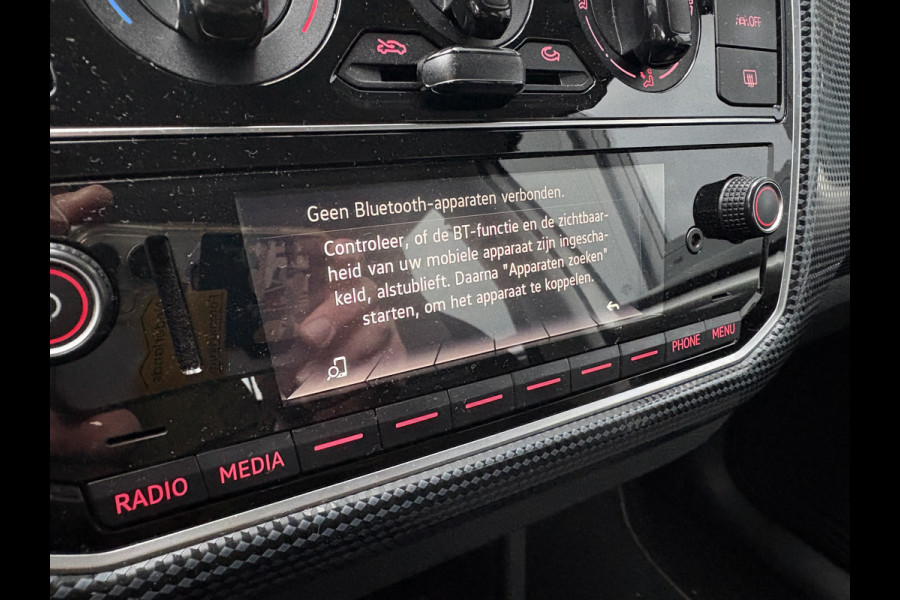 OFF
Geen Bluetooth-apparaten verbonden.
Controleer, of de BT-functie en de zichtbaar-
heid van uw mobiele apparaat zijn ingescha-
keld, alstublieft. Daarna "Apparaten zoeken"
starten, om het apparaat te koppelen.
PHONE MENU
RADIO MEDIA